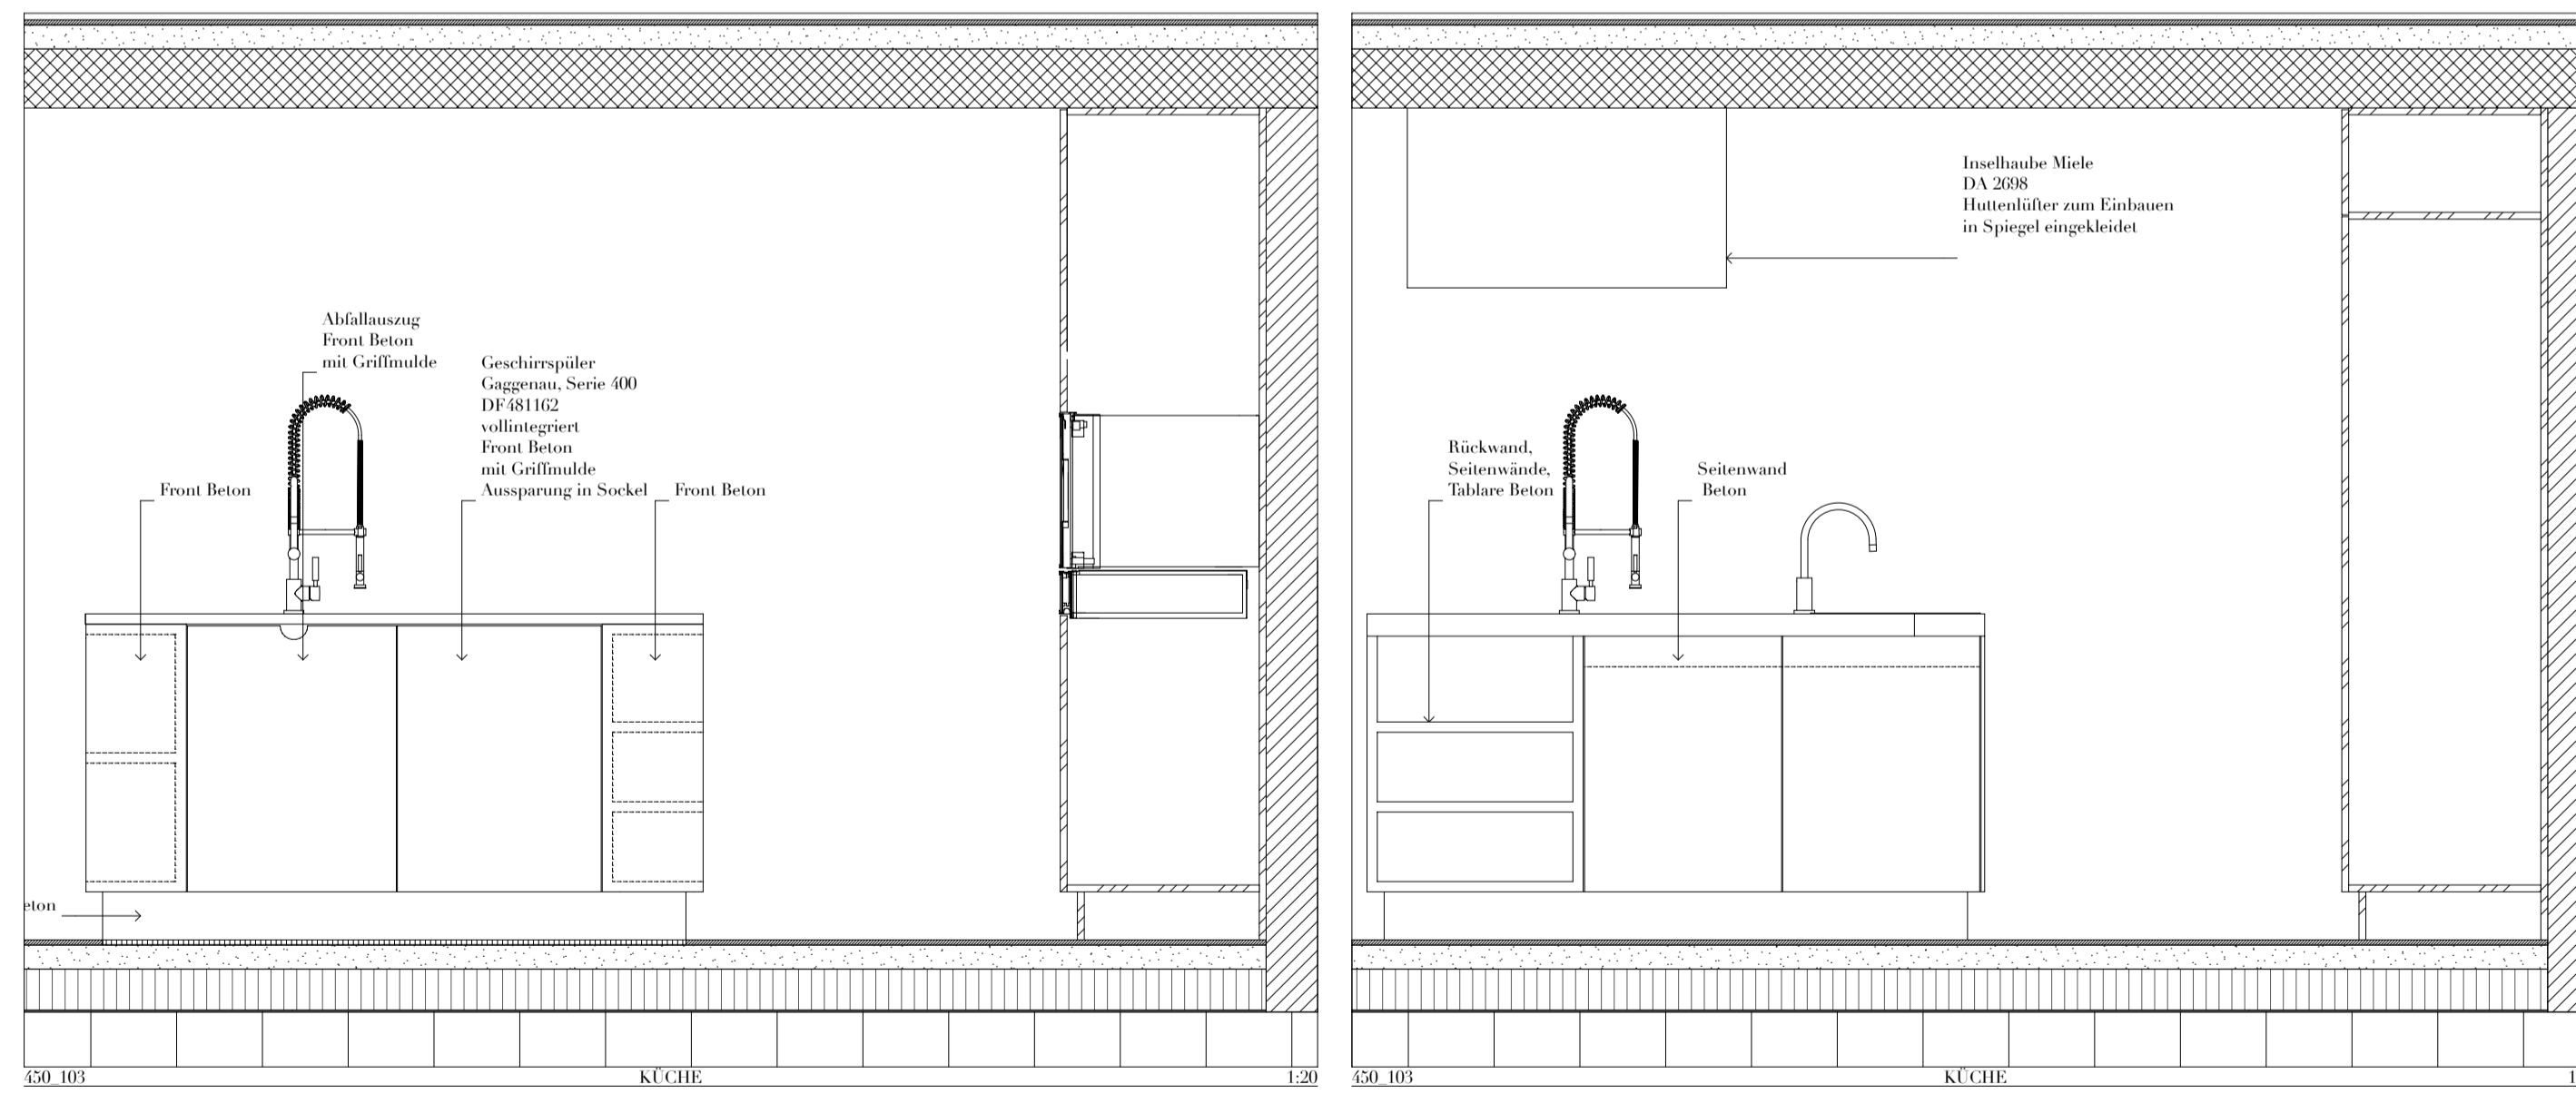 Abfallauszug
Front Beton
mit Griffmulde
Geschirrspüler
Gaggenau, Serie 400
DF481162
vollintegriert
Front Beton
mit Griffmulde
Aussparung in Sockel
Front Beton
Front Beton
eton
450_103
KÜCHE
1:20
Inselhaube Miele
DA 2698
Huttenlüfter zum Einbauen
in Spiegel eingekleidet
Rückwand,
Seitenwände,
Tablare Beton
Seitenwand
Beton
450_103
KÜCHE
1